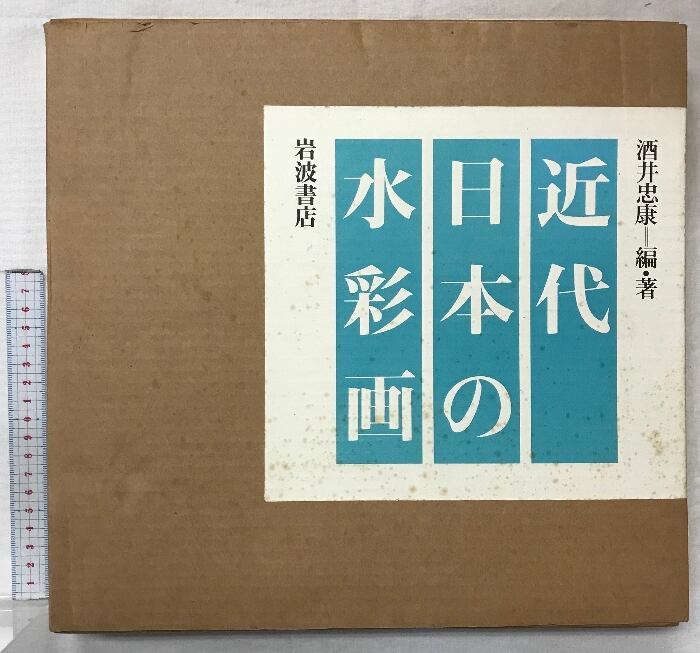 酒井忠康＝編・著
近代
日本の
水彩画
岩波書店